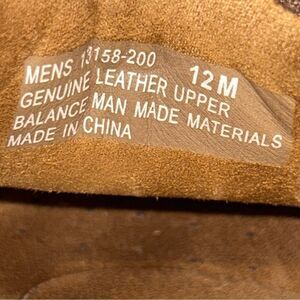 MENS 13158-200 12 M
GENUINE LEATHER UPPER
BALANCE MAN MADE MATERIALS
MADE IN CHINA